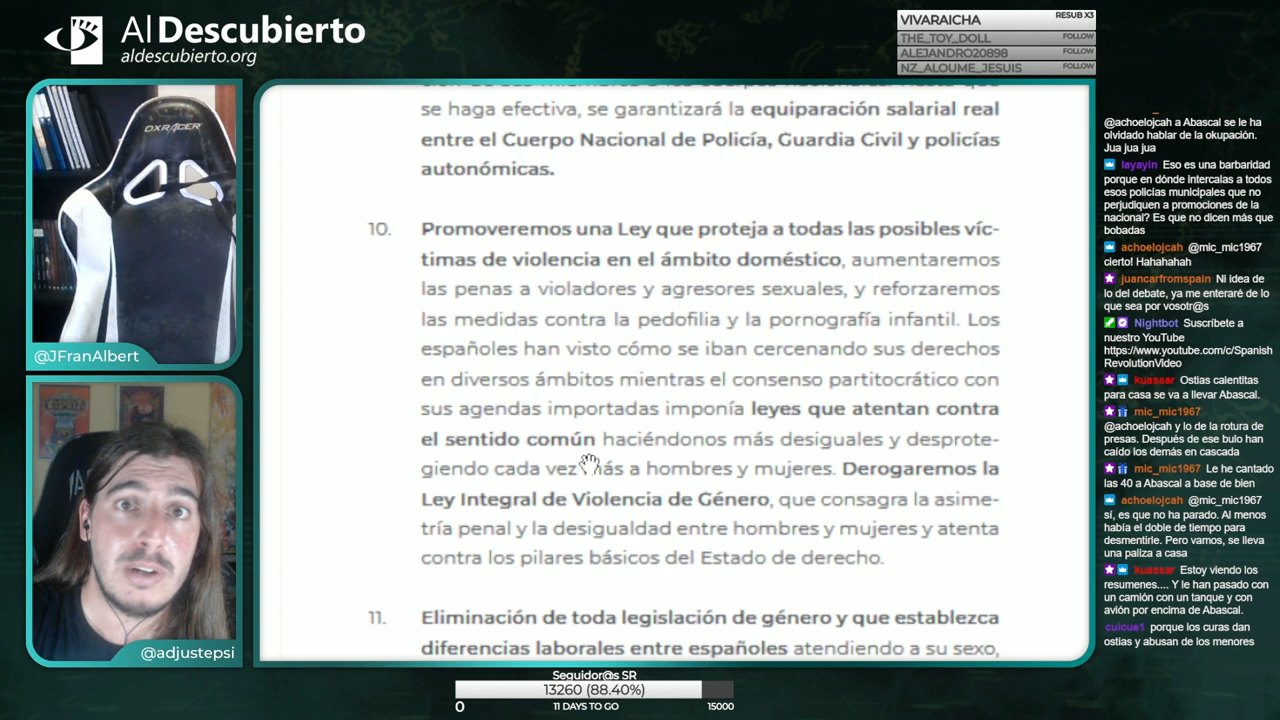 Al Descubierto
aldescubierto.org
VIVARAICHA RESUB X3
THE_TOY_DOLL FOLLOW
ALEJANDRO20898 FOLLOW
NZ_ALOUME_JESUIS FOLLOW
DXRACER
@JFranAlbert
@adjustepsi
se haga efectiva, se garantizará la equiparación salarial real
entre el Cuerpo Nacional de Policía, Guardia Civil y policías
autonómicas.
10. Promoveremos una Ley que proteja a todas las posibles víc-
timas de violencia en el ámbito doméstico, aumentaremos
las penas a violadores y agresores sexuales, y reforzaremos
las medidas contra la pedofilia y la pornografía infantil. Los
españoles han visto cómo se iban cercenando sus derechos
en diversos ámbitos mientras el consenso partitocrático con
sus agendas importadas imponía leyes que atentan contra
el sentido común haciéndonos más desiguales y desprote-
giendo cada vez más a hombres y mujeres. Derogaremos la
Ley Integral de Violencia de Género, que consagra la asime-
tría penal y la desigualdad entre hombres y mujeres y atenta
contra los pilares básicos del Estado de derecho.
11. Eliminación de toda legislación de género y que establezca
diferencias laborales entre españoles atendiendo a su sexo,
@achoelojcah a Abascal se le ha
olvidado hablar de la okupación.
Jua jua jua
layayin Eso es una barbaridad
porque en dónde intercalas a todos
esos policías municipales que no
perjudiquen a promociones de la
nacional? Es que no dicen más que
bobadas
achoelojcah @mic_mic1967
cierto! Hahahahah
juancarfromspain Ni idea de
lo del debate, ya me enteraré de lo
que sea por vosotr@s
Nightbot Suscríbete a
nuestro YouTube
https://www.youtube.com/c/Spanish
RevolutionVideo
kuassar Ostias calentitas
para casa se va a llevar Abascal.
mic_mic1967
@achoelojcah y lo de la rotura de
presas. Después de ese bulo han
caído los demás en cascada
mic_mic1967 Le he cantado
las 40 a Abascal a base de bien
achoelojcah @mic_mic1967
sí, es que no ha parado. Al menos
había el doble de tiempo para
desmentirle. Pero vamos, se lleva
una paliza a casa
kuassar Estoy viendo los
resumenes.... Y le han pasado con
un camión con un tanque y con
avión por encima de Abascal.
cuicue1 porque los curas dan
ostias y abusan de los menores
Seguidor@s SR
13260 (88.40%)
0 11 DAYS TO GO 15000